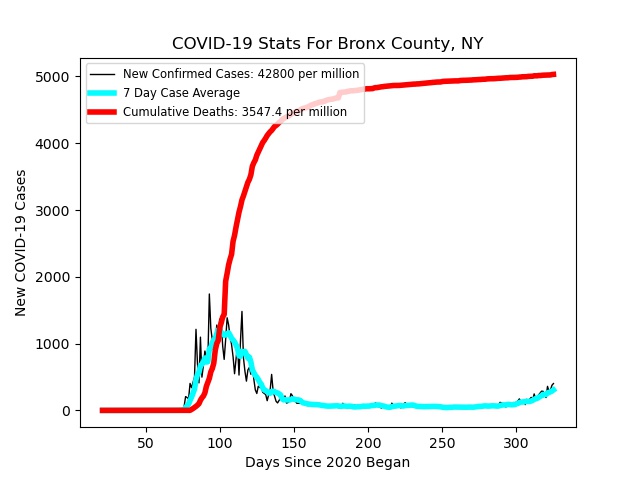 COVID-19 Stats For Bronx County, NY
New Confirmed Cases: 42800 per million
7 Day Case Average
Cumulative Deaths: 3547.4 per million
New COVID-19 Cases
5000
4000
3000
2000
1000
0
50 100 150 200 250 300
Days Since 2020 Began